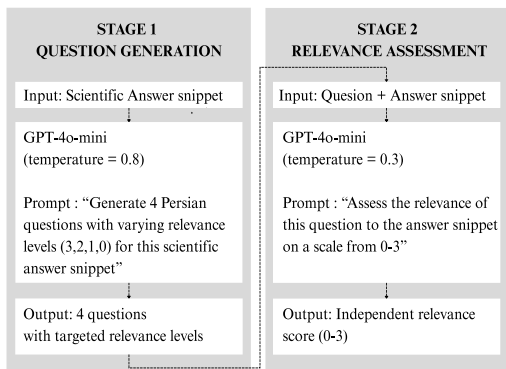 STAGE 1
QUESTION GENERATION
Input: Scientific Answer snippet
GPT-4o-mini
(temperature = 0.8)
Prompt : “Generate 4 Persian
questions with varying relevance
levels (3,2,1,0) for this scientific
answer snippet”
Output: 4 questions
with targeted relevance levels
STAGE 2
RELEVANCE ASSESSMENT
Input: Quesion + Answer snippet
GPT-4o-mini
(temperature = 0.3)
Prompt : “Assess the relevance of
this question to the answer snippet
on a scale from 0-3”
Output: Independent relevance
score (0-3)